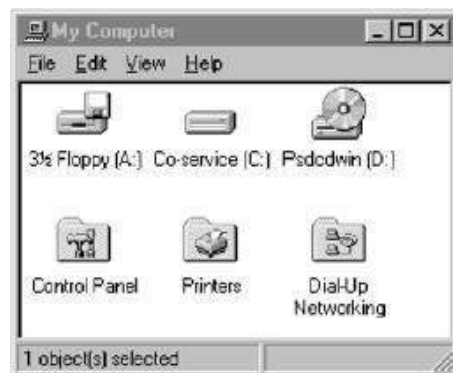 My Computer
File Edit View Help
3½ Floppy (A:) Co-service (C:) Psdcdwin (D:)
Control Panel Printers Dial-Up
Networking
1 object(s) selected